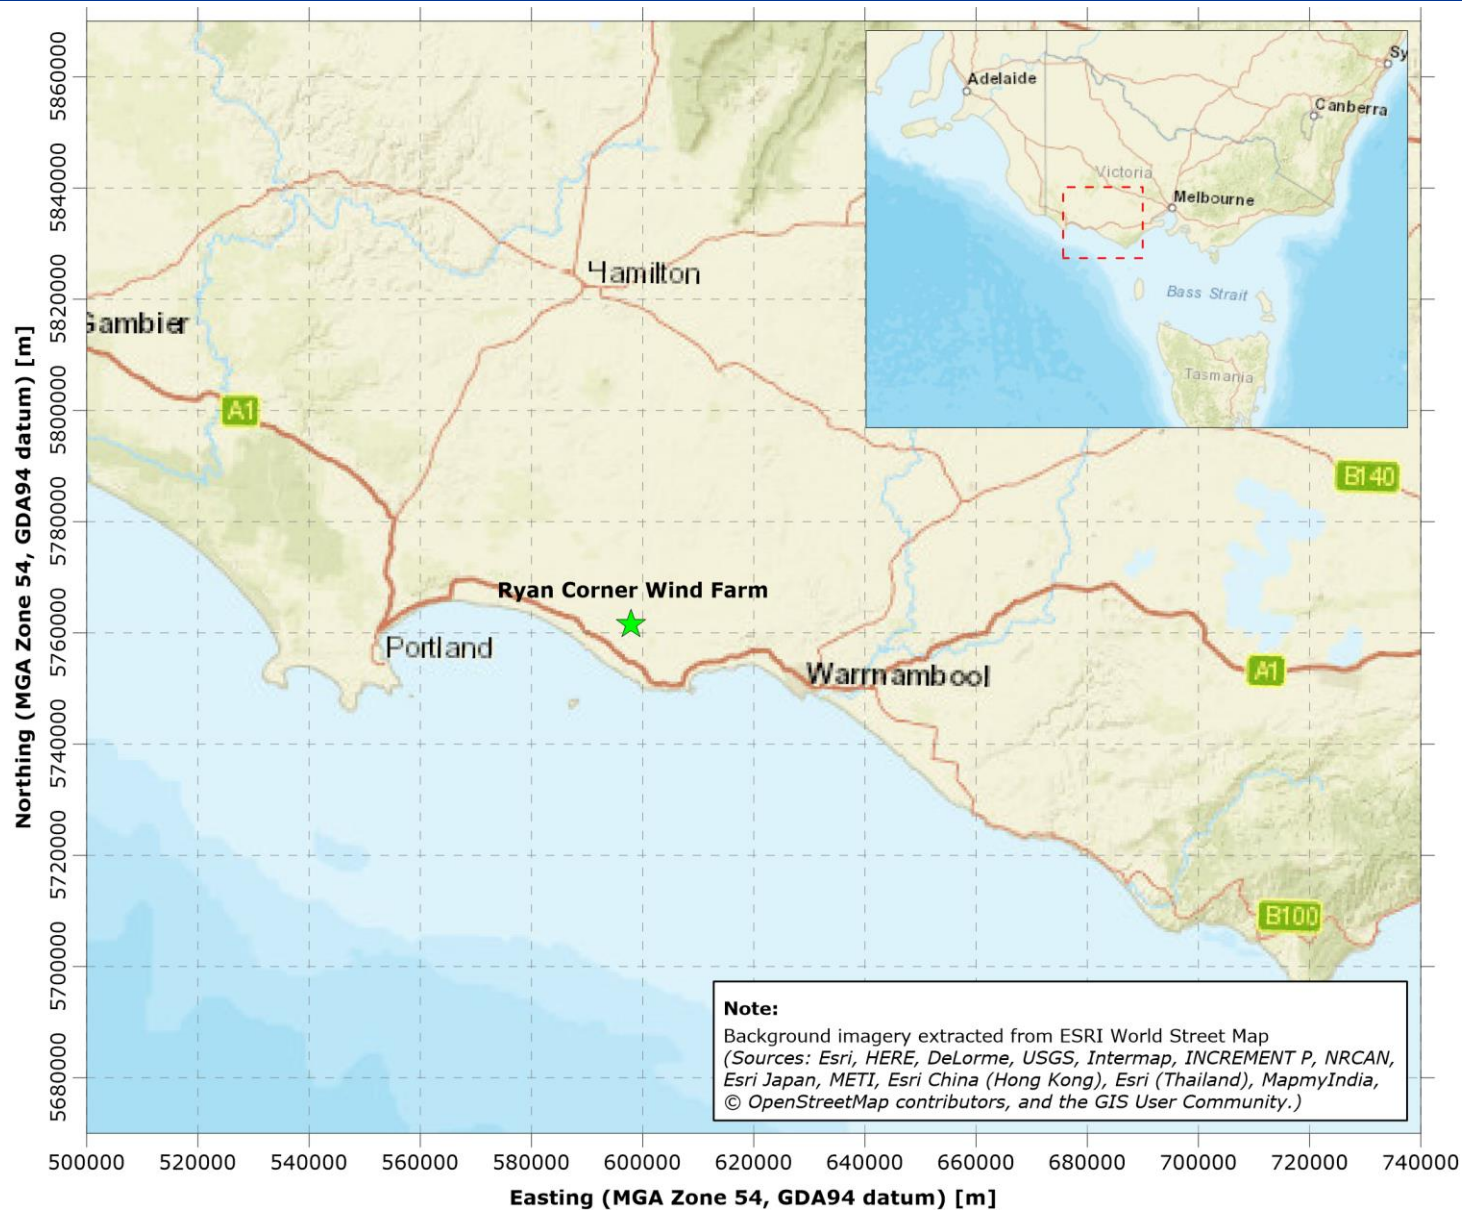 Adelaide
Sy
Canberra
Victoria
Melbourne
Bass Strait
Tasmania
Hamilton
Gambier
A1
B140
Ryan Corner Wind Farm
Portland
Warrnambool
A1
B100
Note:
Background imagery extracted from ESRI World Street Map
(Sources: Esri, HERE, DeLorme, USGS, Intermap, INCREMENT P, NRCAN,
Esri Japan, METI, Esri China (Hong Kong), Esri (Thailand), MapmyIndia,
© OpenStreetMap contributors, and the GIS User Community.)
Northing (MGA Zone 54, GDA94 datum) [m]
5860000
5840000
5820000
5800000
5780000
5760000
5740000
5720000
5700000
5680000
500000 520000 540000 560000 580000 600000 620000 640000 660000 680000 700000 720000 740000
Easting (MGA Zone 54, GDA94 datum) [m]